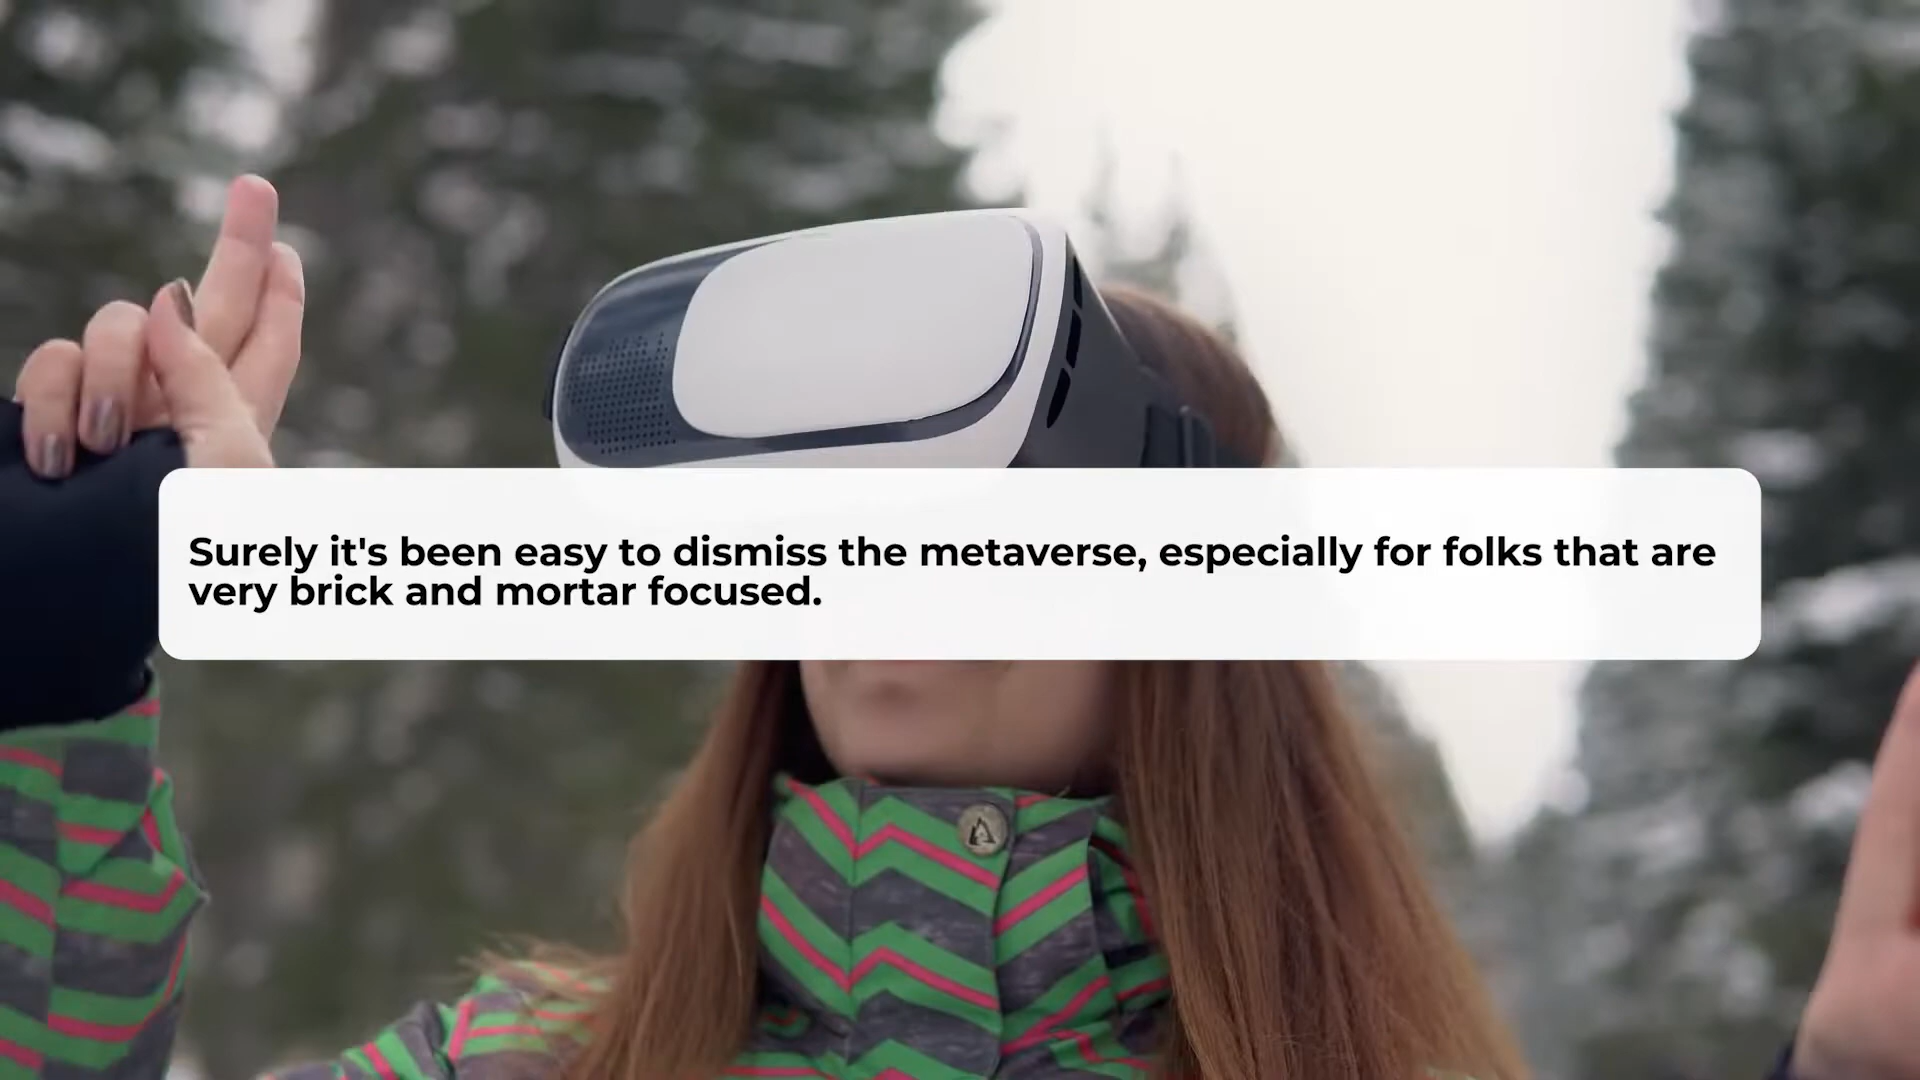 Surely it's been easy to dismiss the metaverse, especially for folks that are
very brick and mortar focused.